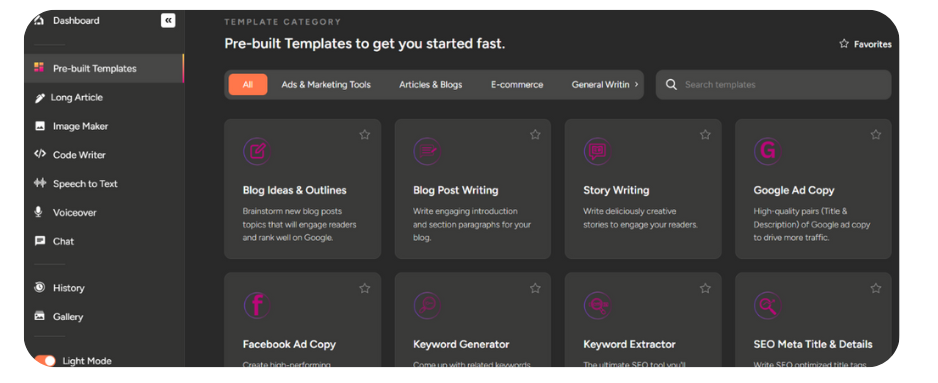 Dashboard
«
Pre-built Templates
Long Article
Image Maker
</> Code Writer
Speech to Text
Voiceover
Chat
History
Gallery
Light Mode
TEMPLATE CATEGORY
Pre-built Templates to get you started fast.
Favorites
All
Ads & Marketing Tools
Articles & Blogs
E-commerce
General Writin >
Search templates
Blog Ideas & Outlines
Brainstorm new blog posts
topics that will engage readers
and rank well on Google.
Blog Post Writing
Write engaging introduction
and section paragraphs for your
blog.
Story Writing
Write deliciously creative
stories to engage your readers.
G
Google Ad Copy
High-quality pairs (Title &
Description) of Google ad copy
to drive more traffic.
f
Facebook Ad Copy
Create high-performing
Keyword Generator
Come up with related keywords
Keyword Extractor
The ultimate SEO tool you'll
SEO Meta Title & Details
Write SEO optimized title tags